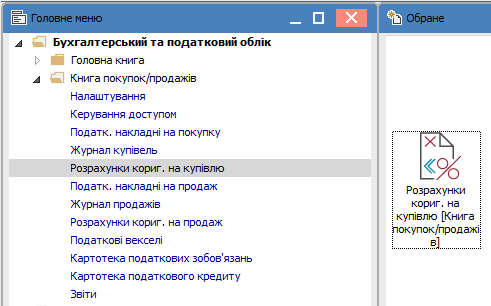 Головне меню
Бухгалтерський та податковий облік
Головна книга
Книга покупок/продажів
Налаштування
Керування доступом
Податк. накладні на покупку
Журнал купівель
Розрахунки кориг. на купівлю
Податк. накладні на продаж
Журнал продажів
Розрахунки кориг. на продаж
Податкові векселі
Картотека податкових зобов'язань
Картотека податкового кредиту
Звіти
Обране
Розрахунки
кориг. на
купівлю [Книга
покупок/продажі
в]